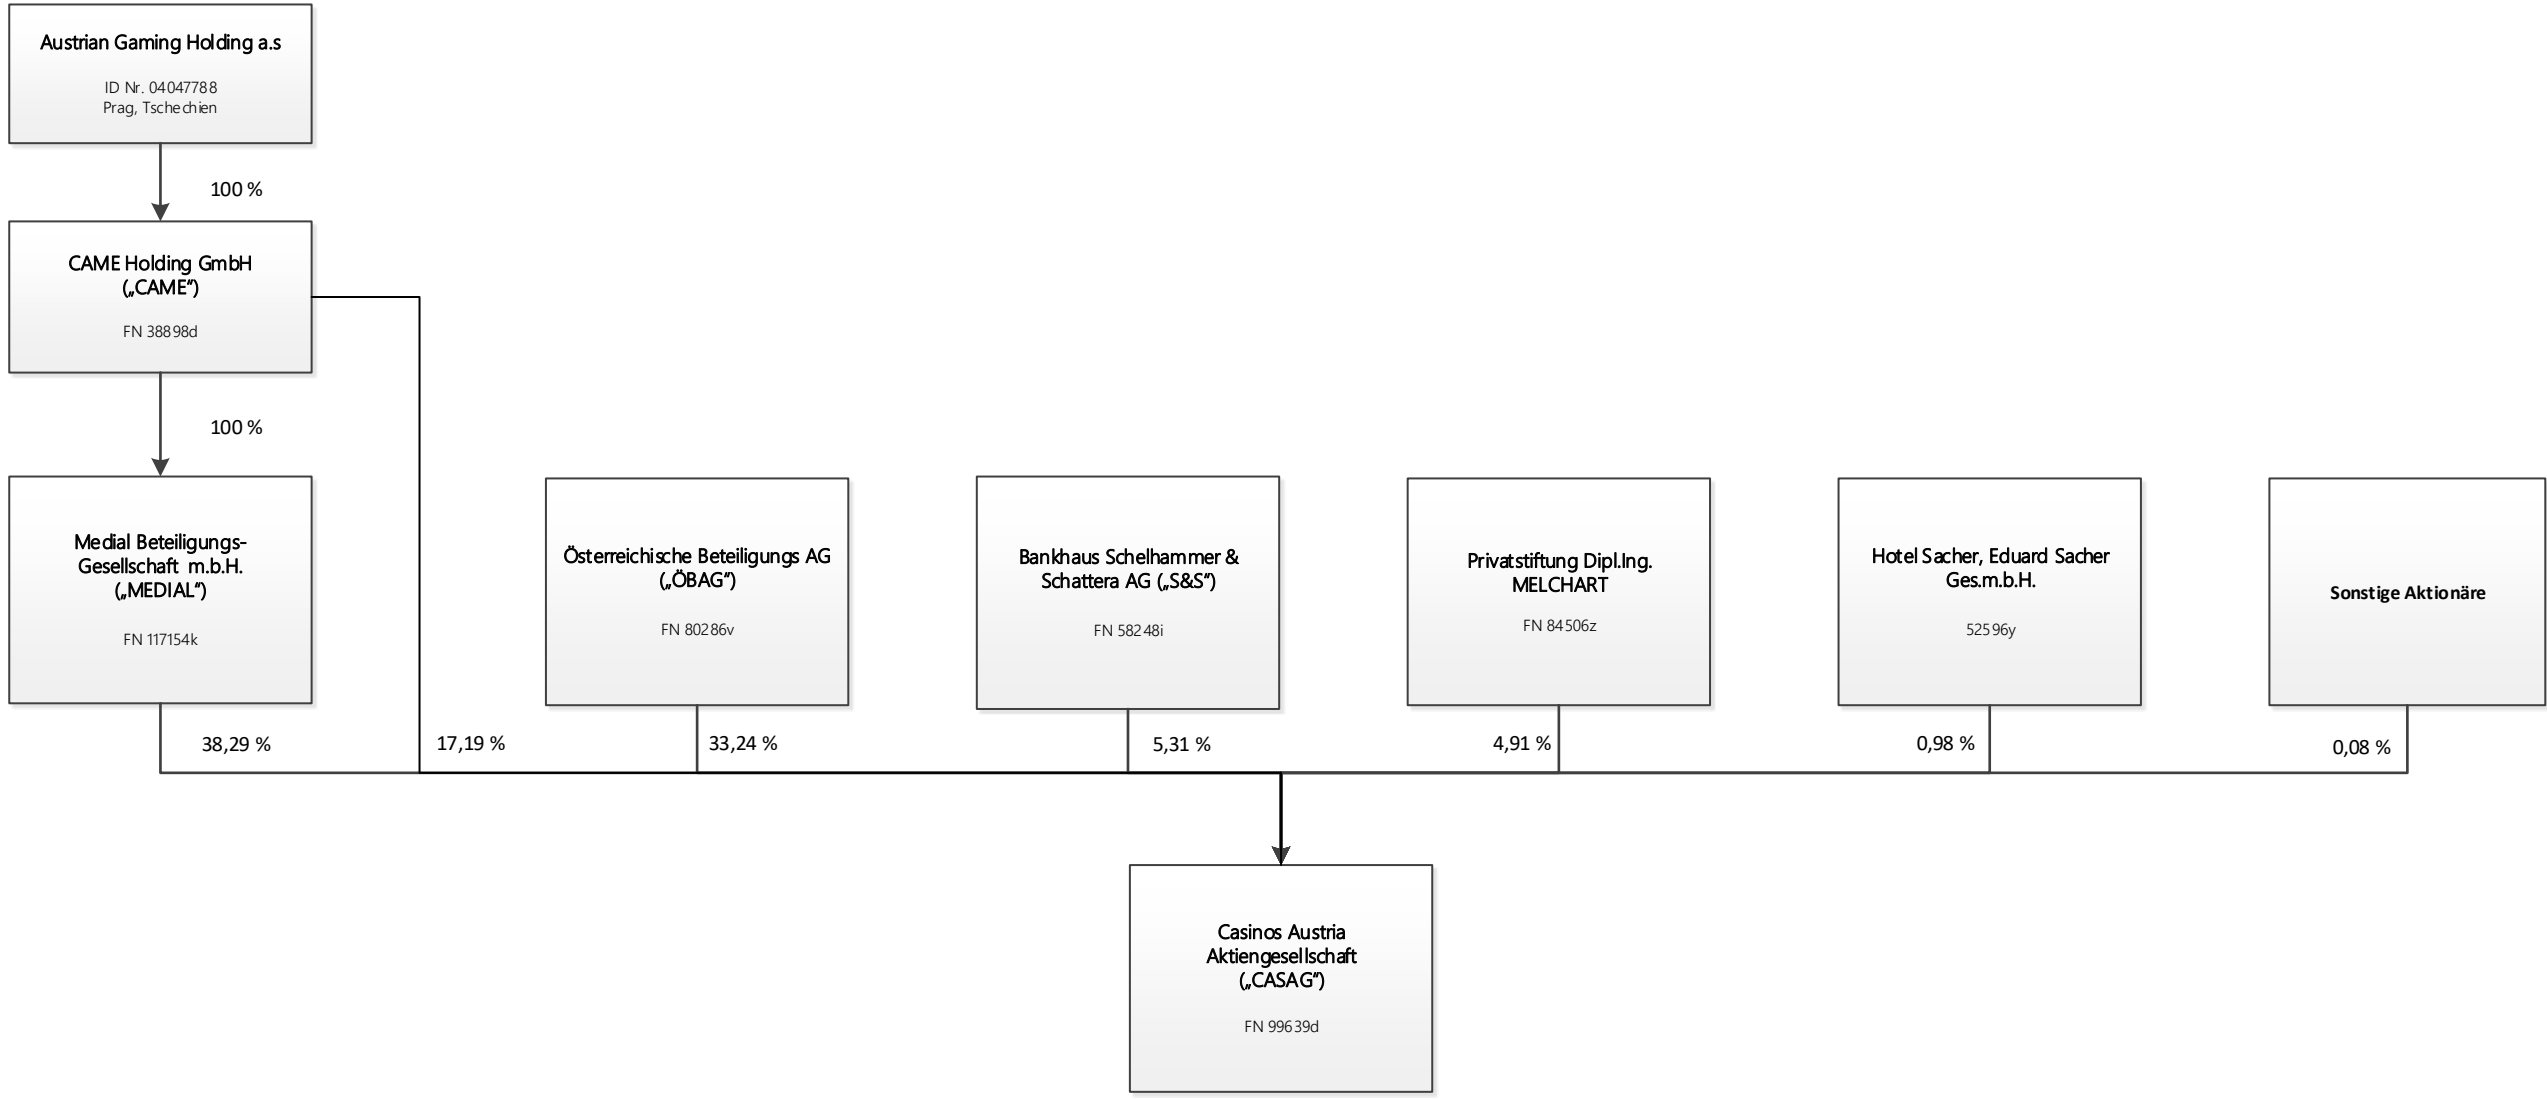 Austrian Gaming Holding a.s
ID Nr. 04047788
Prag, Tschechien
100 %
CAME Holding GmbH
(„CAME“)
FN 38898d
100 %
Medial Beteiligungs-
Gesellschaft m.b.H.
(„MEDIAL“)
FN 117154k
Österreichische Beteiligungs AG
(„ÖBAG“)
FN 80286v
Bankhaus Schelhammer &
Schattera AG („S&S“)
FN 58248i
Privatstiftung Dipl.Ing.
MELCHART
FN 84506z
Hotel Sacher, Eduard Sacher
Ges.m.b.H.
52596y
Sonstige Aktionäre
38,29 %
17,19 %
33,24 %
5,31 %
4,91 %
0,98 %
0,08 %
Casinos Austria
Aktiengesellschaft
(„CASAG“)
FN 99639d